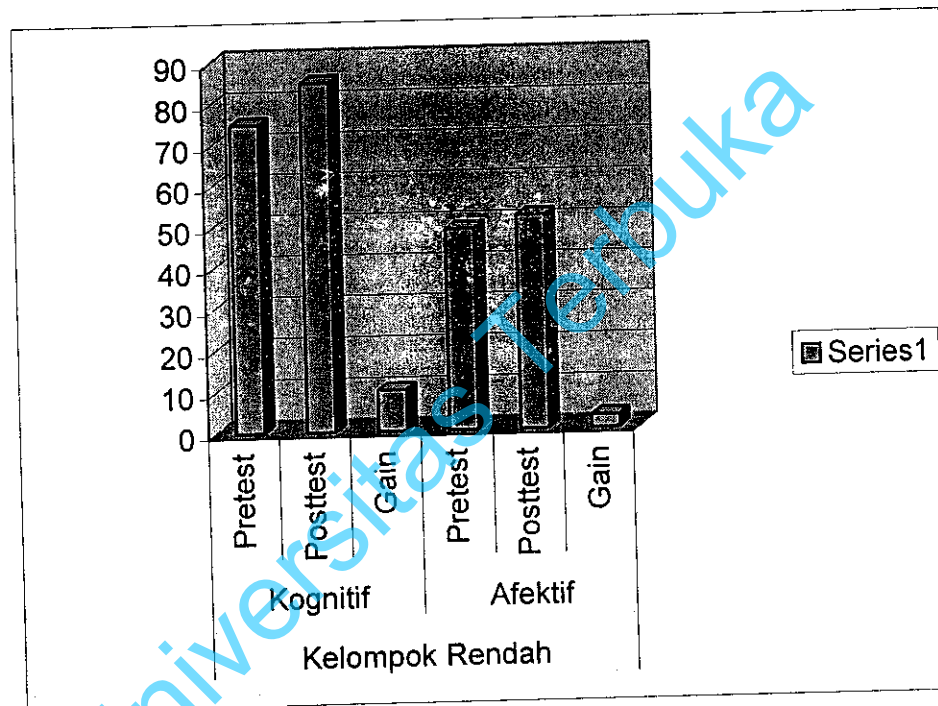 90
80
70
60
50
40
30
20
10
0
Pretest
Posttest
Gain
Pretest
Posttest
Gain
Kognitif
Afektif
Kelompok Rendah
Series1
Universitas Terbuka